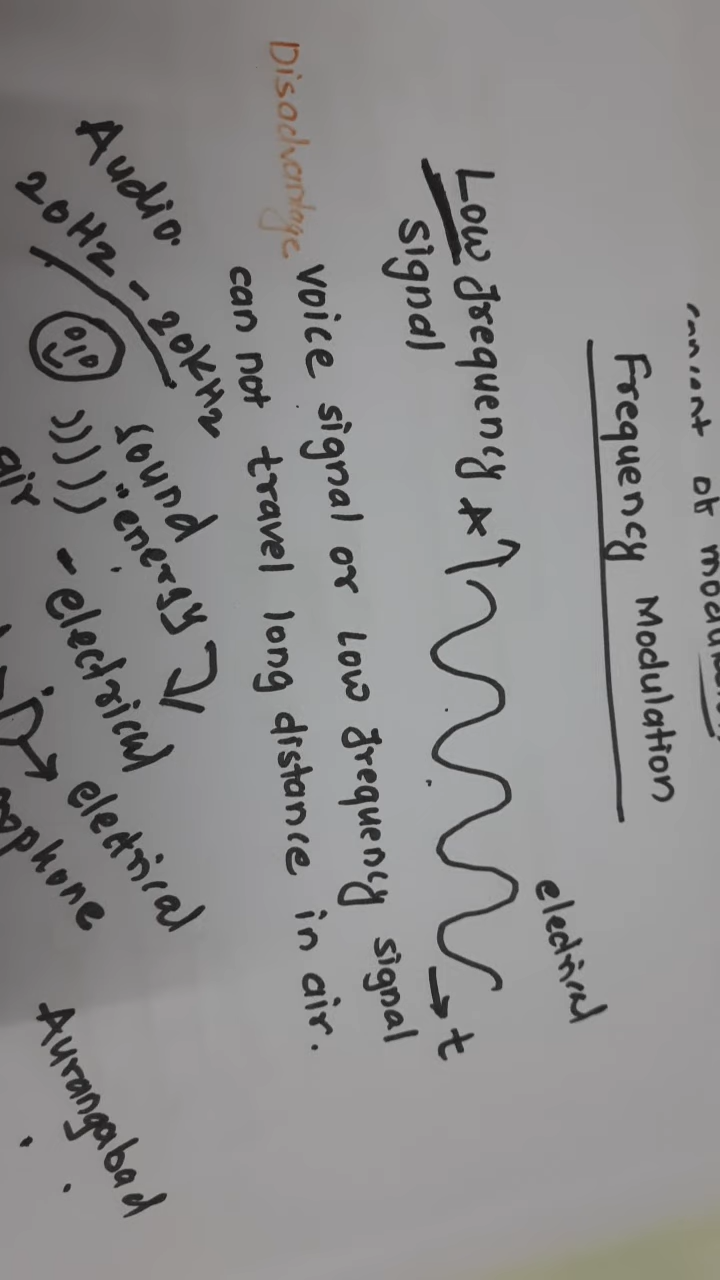 of
Frequency Modulation
electrical
Low frequency
signal
t
Disadvantage
voice signal or Low frequency signal
can not travel long distance in air.
Audio
20Hz - 20KHz
sound
energy
electrical
electrical
air
Aurangabad